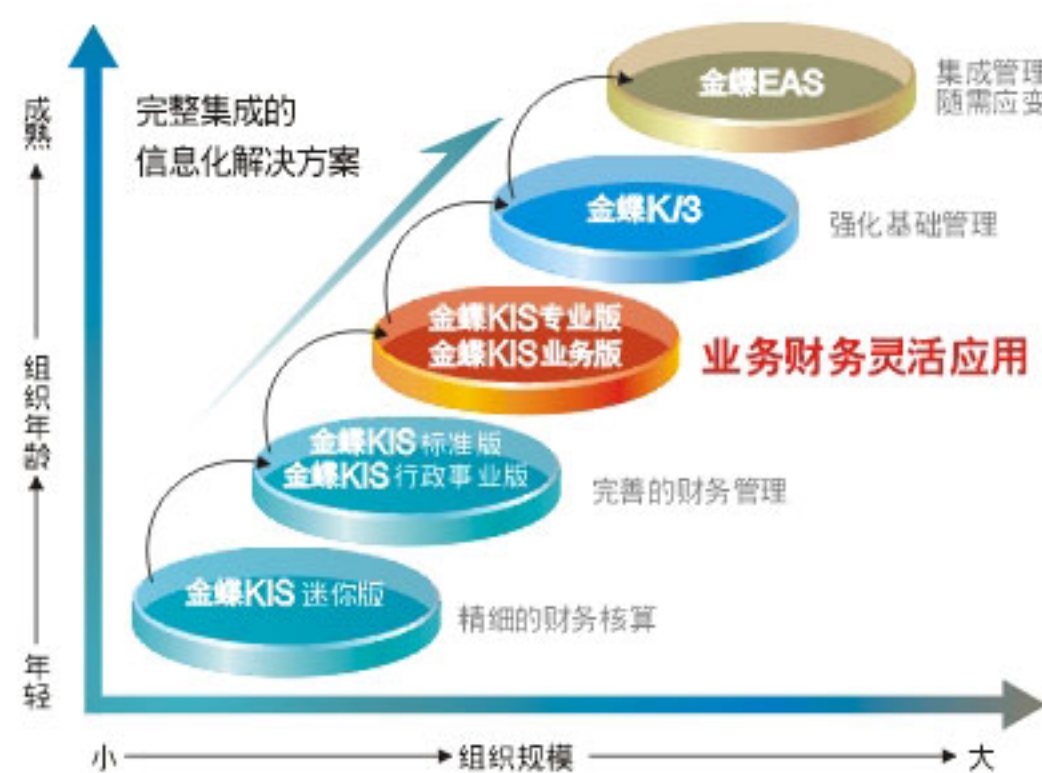 完整集成的
信息化解决方案
金蝶EAS
集成管理
随需应变
金蝶K/3
强化基础管理
金蝶KIS专业版
金蝶KIS业务版
业务财务灵活应用
金蝶KIS 标准版
金蝶KIS 行政事业版
完善的财务管理
金蝶KIS 迷你版
精细的财务核算
成熟
组织年龄
年轻
小
组织规模
大